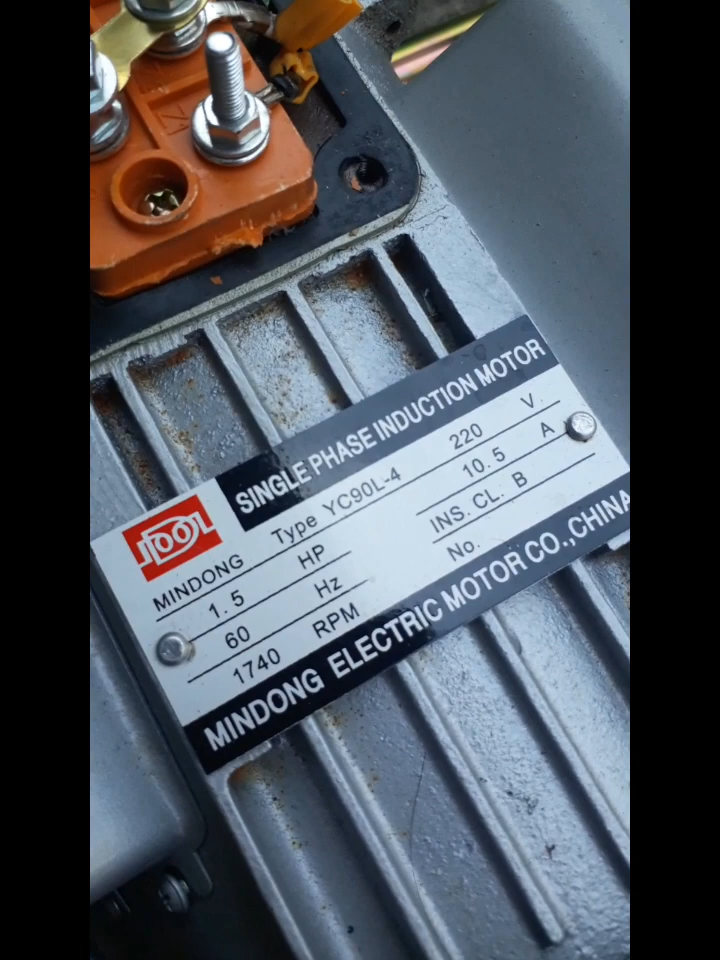 SINGLE PHASE INDUCTION MOTOR
MINDONG Type YC90L-4 220 V
1.5 HP 10.5 A
60 Hz INS. CL. B
1740 RPM No.
MINDONG ELECTRIC MOTOR CO., CHINA